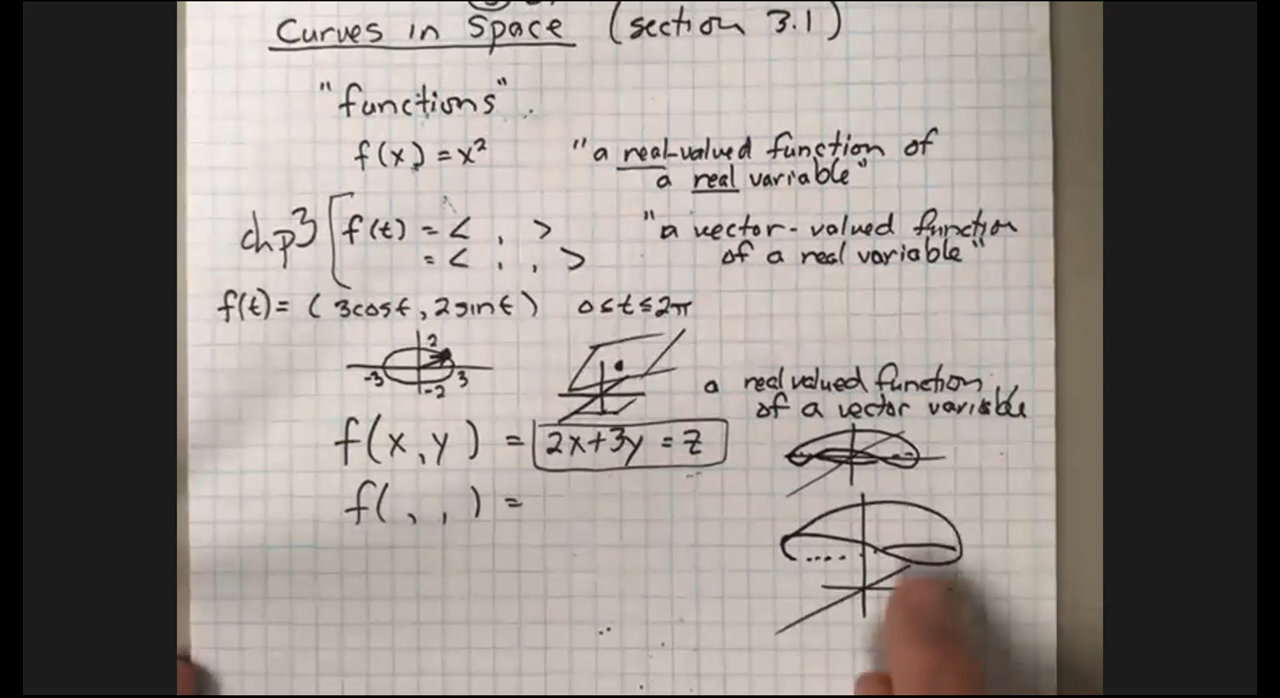 Curves in Space (section 3.1)
"functions"
f(x) = x² "a real-valued function of
a real variable"
chp3 [ f(t) = < , > "a vector-valued function
= < , , > of a real variable"
f(t) = (3cost, 2sint) 0≤t≤2π
2
-3 3
-2
a real valued function
of a vector variable
f(x,y) = 2x+3y = z
f( , , ) =